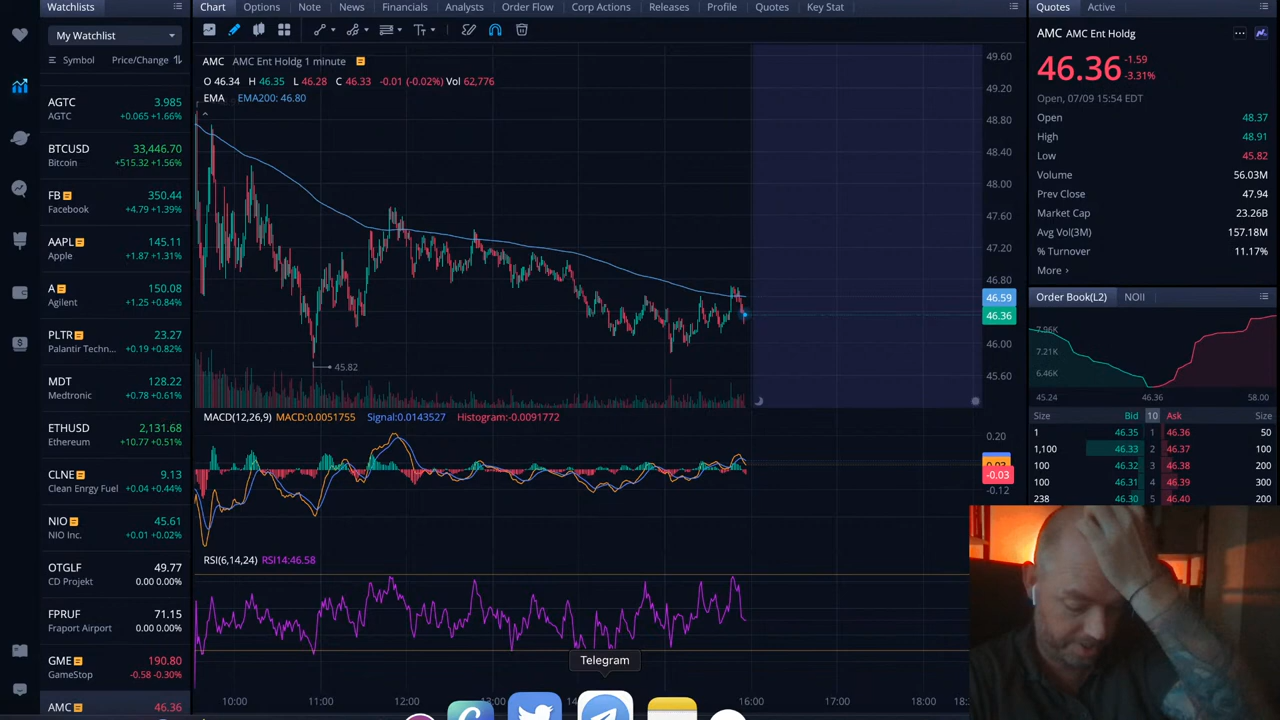 Watchlists
My Watchlist
Symbol Price/Change
AGTC 3.985
AGTC +0.065 +1.66%
BTCUSD 33,446.70
Bitcoin +515.32 +1.56%
FB 350.44
Facebook +4.79 +1.39%
AAPL 145.11
Apple +1.87 +1.31%
A 150.08
Agilent +1.25 +0.84%
PLTR 23.27
Palantir Techn... +0.19 +0.82%
MDT 128.22
Medtronic +0.78 +0.61%
ETHUSD 2,131.68
Ethereum +10.77 +0.51%
CLNE 9.13
Clean Enrgy Fuel +0.04 +0.44%
NIO 45.61
NIO Inc. +0.01 +0.02%
OTGLF 49.77
CD Projekt 0.00 0.00%
FPRUF 71.15
Fraport Airport 0.00 0.00%
GME 190.80
GameStop -0.58 -0.30%
AMC 46.36
Chart Options Note News Financials Analysts Order Flow Corp Actions Releases Profile Quotes Key Stat
AMC AMC Ent Holdg 1 minute
O 46.34 H 46.35 L 46.28 C 46.33 -0.01 (-0.02%) Vol 62,776
EMA EMA200: 46.80
49.60
49.20
48.80
48.40
48.00
47.60
47.20
46.80
46.59
46.36
46.00
45.60
45.82
MACD(12,26,9) MACD:0.0051755 Signal:0.0143527 Histogram:-0.0091772
0.20
-0.03
-0.12
RSI(6,14,24) RSI14:46.58
Telegram
10:00 11:00 12:00 13:00 16:00 17:00 18:00
Quotes Active
AMC AMC Ent Holdg
46.36 -1.59
-3.31%
Open, 07/09 15:54 EDT
Open 48.37
High 48.91
Low 45.82
Volume 56.03M
Prev Close 47.94
Market Cap 23.26B
Avg Vol(3M) 157.18M
% Turnover 11.17%
More ›
Order Book(L2) NOII
7.96K
7.21K
6.46K
45.24 46.36 58.00
Size Bid 10 Ask Size
1 46.35 1 46.36 50
1,100 46.33 2 46.37 100
100 46.32 3 46.38 200
100 46.31 4 46.39 300
238 46.30 5 46.40 200